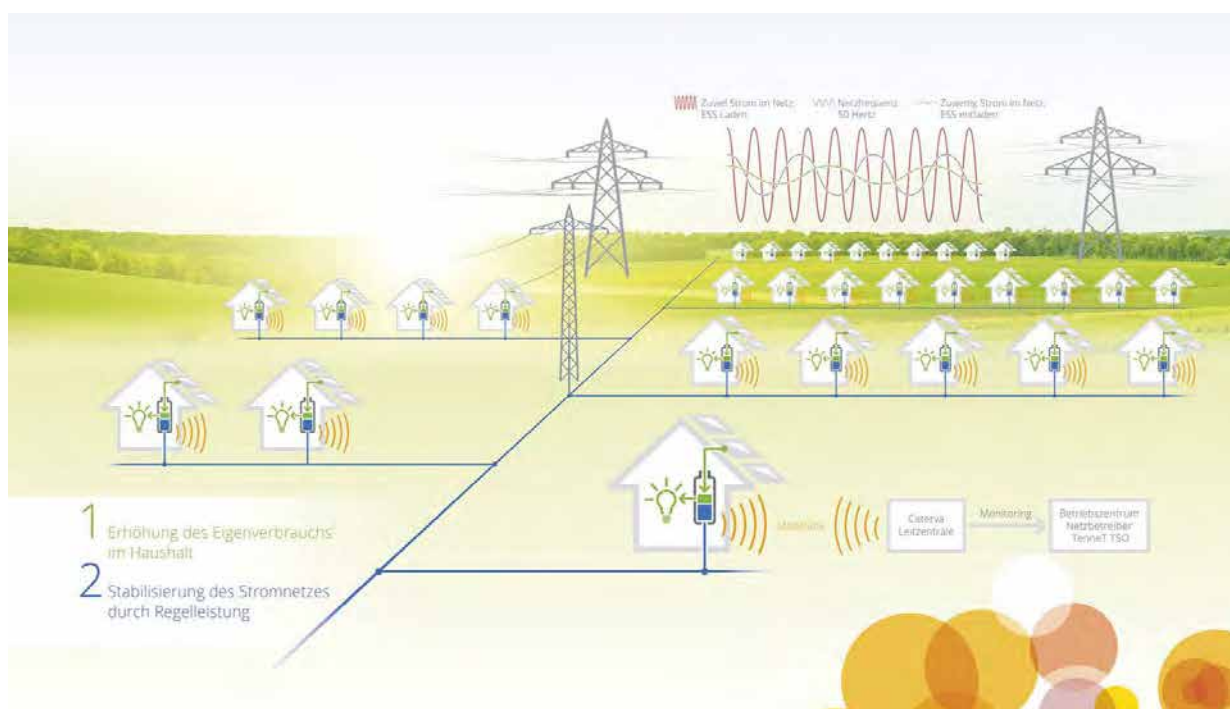 Zuviel Strom im Netz,
ESS Laden
Netzfrequenz
50 Hertz
Zuwenig Strom im Netz,
ESS entladen
1
Erhöhung des Eigenverbrauchs
im Haushalt
2
Stabilisierung des Stromnetzes
durch Regelleistung
Caterva
Leitzentrale
Monitoring
Betriebszentrum
Netzbetreiber
TenneT TSO